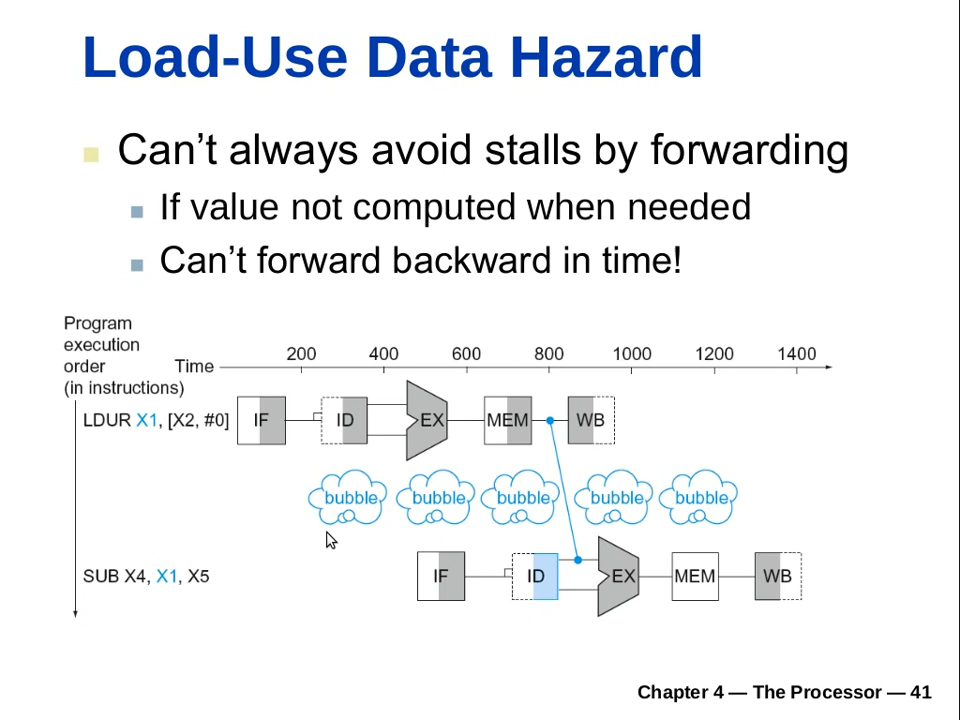 Load-Use Data Hazard
Can’t always avoid stalls by forwarding
If value not computed when needed
Can’t forward backward in time!
Program
execution
order
(in instructions)
Time
200 400 600 800 1000 1200 1400
LDUR X1, [X2, #0]
IF ID EX MEM WB
bubble bubble bubble bubble bubble
SUB X4, X1, X5
IF ID EX MEM WB
Chapter 4 — The Processor — 41